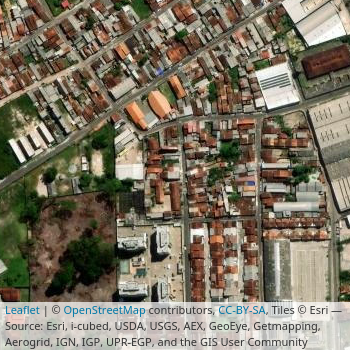 Leaflet | © OpenStreetMap contributors, CC-BY-SA, Tiles © Esri —
Source: Esri, i-cubed, USDA, USGS, AEX, GeoEye, Getmapping,
Aerogrid, IGN, IGP, UPR-EGP, and the GIS User Community